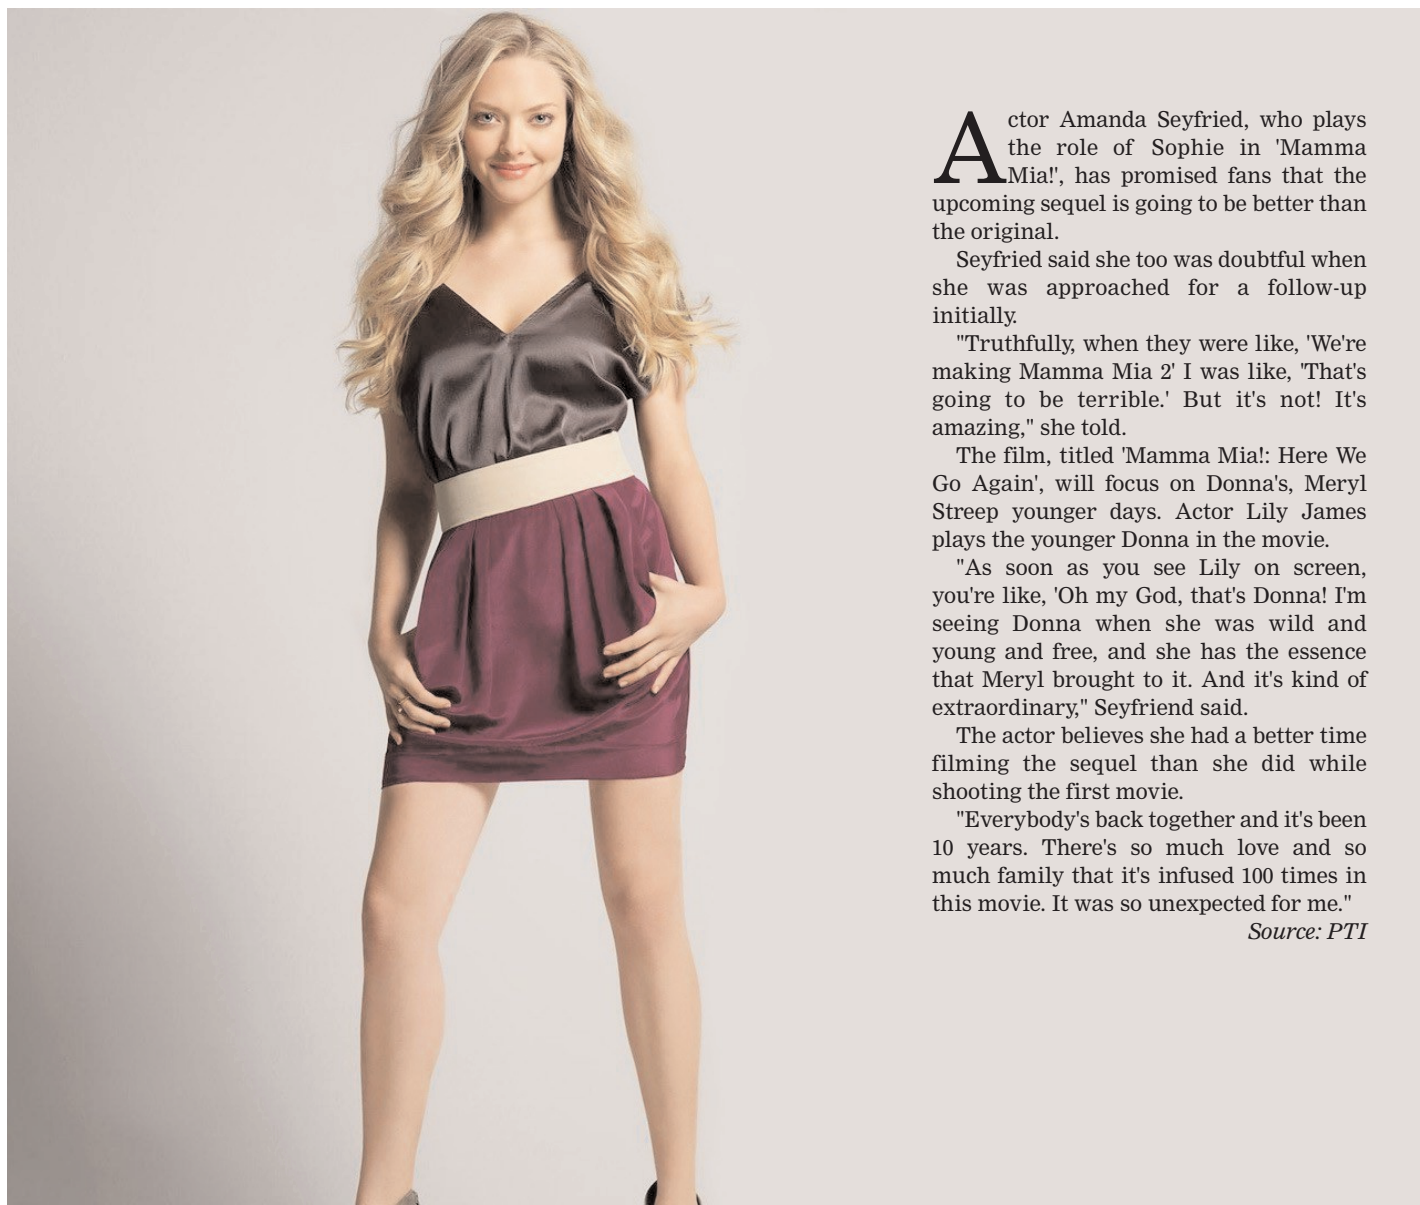 Actor Amanda Seyfried, who plays
the role of Sophie in 'Mamma
Mia!', has promised fans that the
upcoming sequel is going to be better than
the original.
Seyfried said she too was doubtful when
she was approached for a follow-up
initially.
"Truthfully, when they were like, 'We're
making Mamma Mia 2' I was like, 'That's
going to be terrible.' But it's not! It's
amazing," she told.
The film, titled 'Mamma Mia!: Here We
Go Again', will focus on Donna's, Meryl
Streep younger days. Actor Lily James
plays the younger Donna in the movie.
"As soon as you see Lily on screen,
you're like, 'Oh my God, that's Donna! I'm
seeing Donna when she was wild and
young and free, and she has the essence
that Meryl brought to it. And it's kind of
extraordinary," Seyfriend said.
The actor believes she had a better time
filming the sequel than she did while
shooting the first movie.
"Everybody's back together and it's been
10 years. There's so much love and so
much family that it's infused 100 times in
this movie. It was so unexpected for me."
Source: PTI